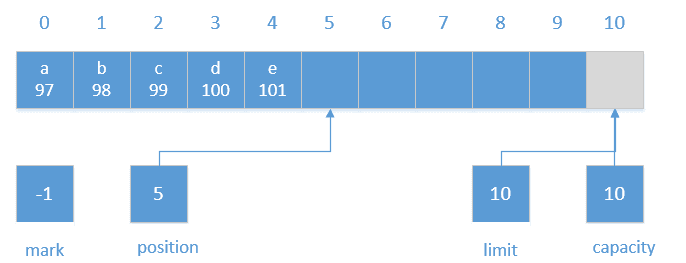 0 1 2 3 4 5 6 7 8 9 10
a b c d e
97 98 99 100 101
-1 5 10 10
mark position limit capacity